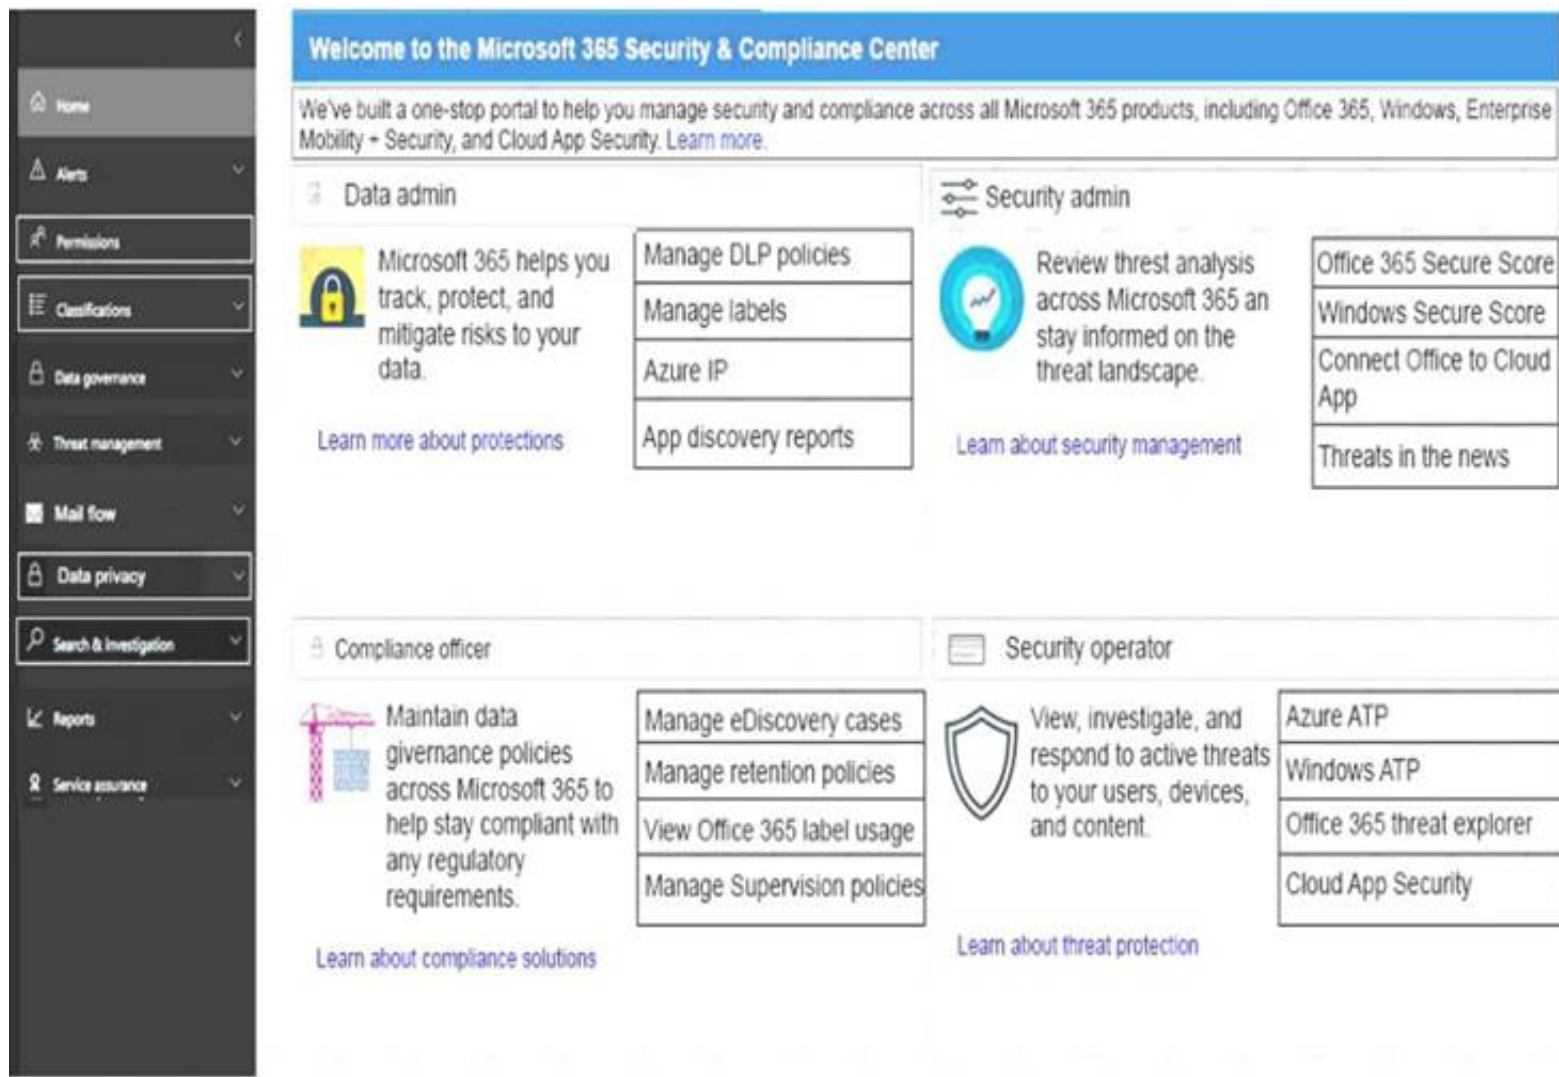 Home
Alerts
Permissions
Classifications
Data governance
Threat management
Mail flow
Data privacy
Search & investigation
Reports
Service assurance
Welcome to the Microsoft 365 Security & Compliance Center
We've built a one-stop portal to help you manage security and compliance across all Microsoft 365 products, including Office 365, Windows, Enterprise
Mobility + Security, and Cloud App Security. Learn more.
Data admin
Microsoft 365 helps you
track, protect, and
mitigate risks to your
data.
Learn more about protections
Manage DLP policies
Manage labels
Azure IP
App discovery reports
Security admin
Review threst analysis
across Microsoft 365 an
stay informed on the
threat landscape.
Learn about security management
Office 365 Secure Score
Windows Secure Score
Connect Office to Cloud
App
Threats in the news
Compliance officer
Maintain data
givernance policies
across Microsoft 365 to
help stay compliant with
any regulatory
requirements.
Learn about compliance solutions
Manage eDiscovery cases
Manage retention policies
View Office 365 label usage
Manage Supervision policies
Security operator
View, investigate, and
respond to active threats
to your users, devices,
and content.
Learn about threat protection
Azure ATP
Windows ATP
Office 365 threat explorer
Cloud App Security